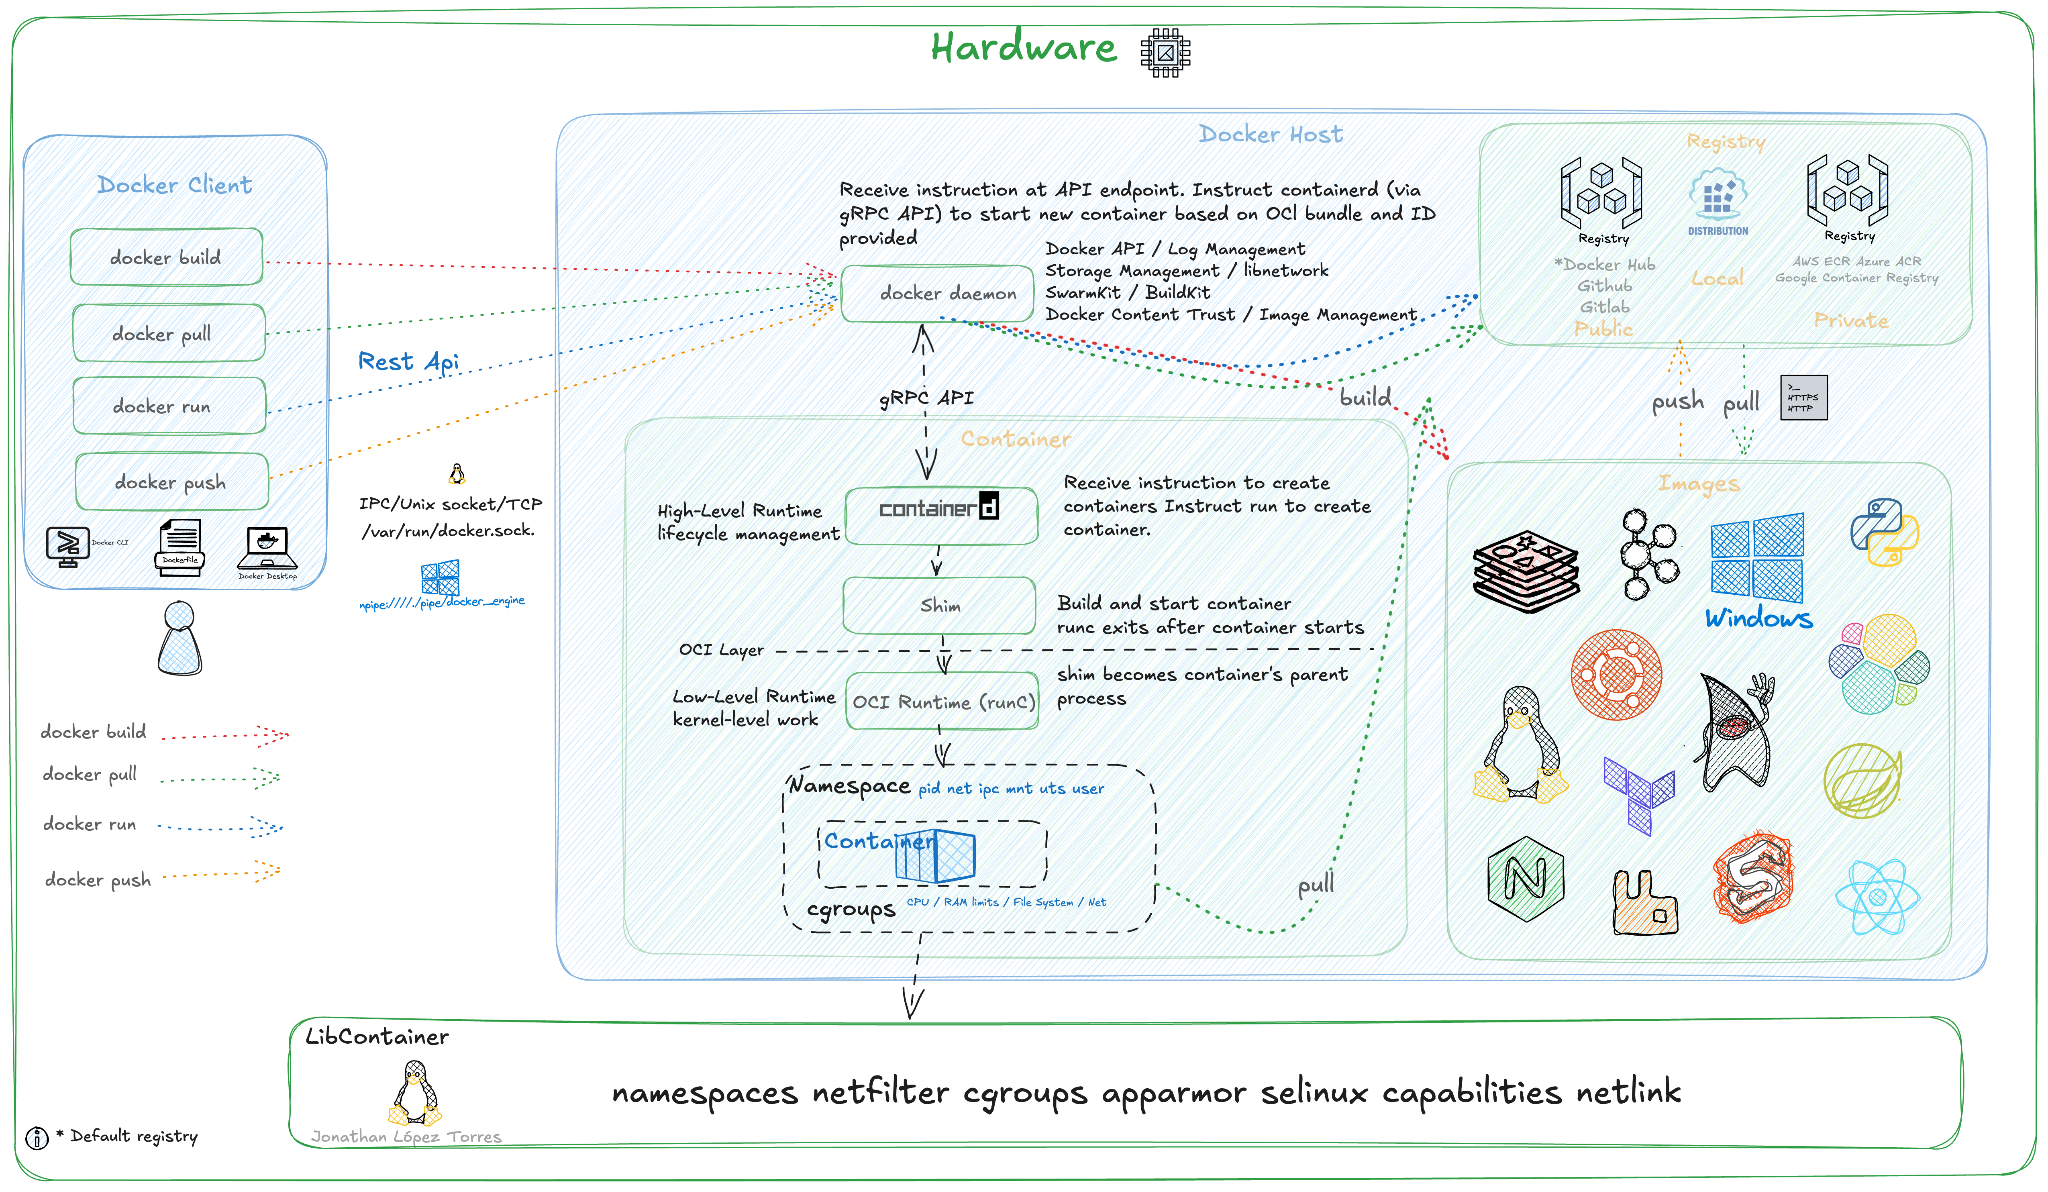 Hardware
Docker Client
docker build
docker pull
docker run
docker push
Docker CLI
Dockerfile
Docker Desktop
Rest Api
IPC/Unix socket/TCP
/var/run/docker.sock.
npipe:////./pipe/docker_engine
docker build
docker pull
docker run
docker push
Docker Host
Receive instruction at API endpoint. Instruct containerd (via
gRPC API) to start new container based on OCI bundle and ID
provided
docker daemon
Docker API / Log Management
Storage Management / libnetwork
SwarmKit / BuildKit
Docker Content Trust / Image Management
gRPC API
Container
High-Level Runtime
lifecycle management
containerd
Receive instruction to create
containers Instruct run to create
container.
Shim
Build and start container
runc exits after container starts
OCI Layer
shim becomes container's parent
process
Low-Level Runtime
kernel-level work
OCI Runtime (runC)
Namespace pid net ipc mnt uts user
Container
cgroups CPU / RAM limits / File System / Net
build
pull
Registry
Registry
DISTRIBUTION
Registry
*Docker Hub
Github
Gitlab
Public
Local
AWS ECR Azure ACR
Google Container Registry
Private
push
pull
>_
HTTPS
HTTP
Images
Windows
LibContainer
namespaces netfilter cgroups apparmor selinux capabilities netlink
Jonathan López Torres
* Default registry